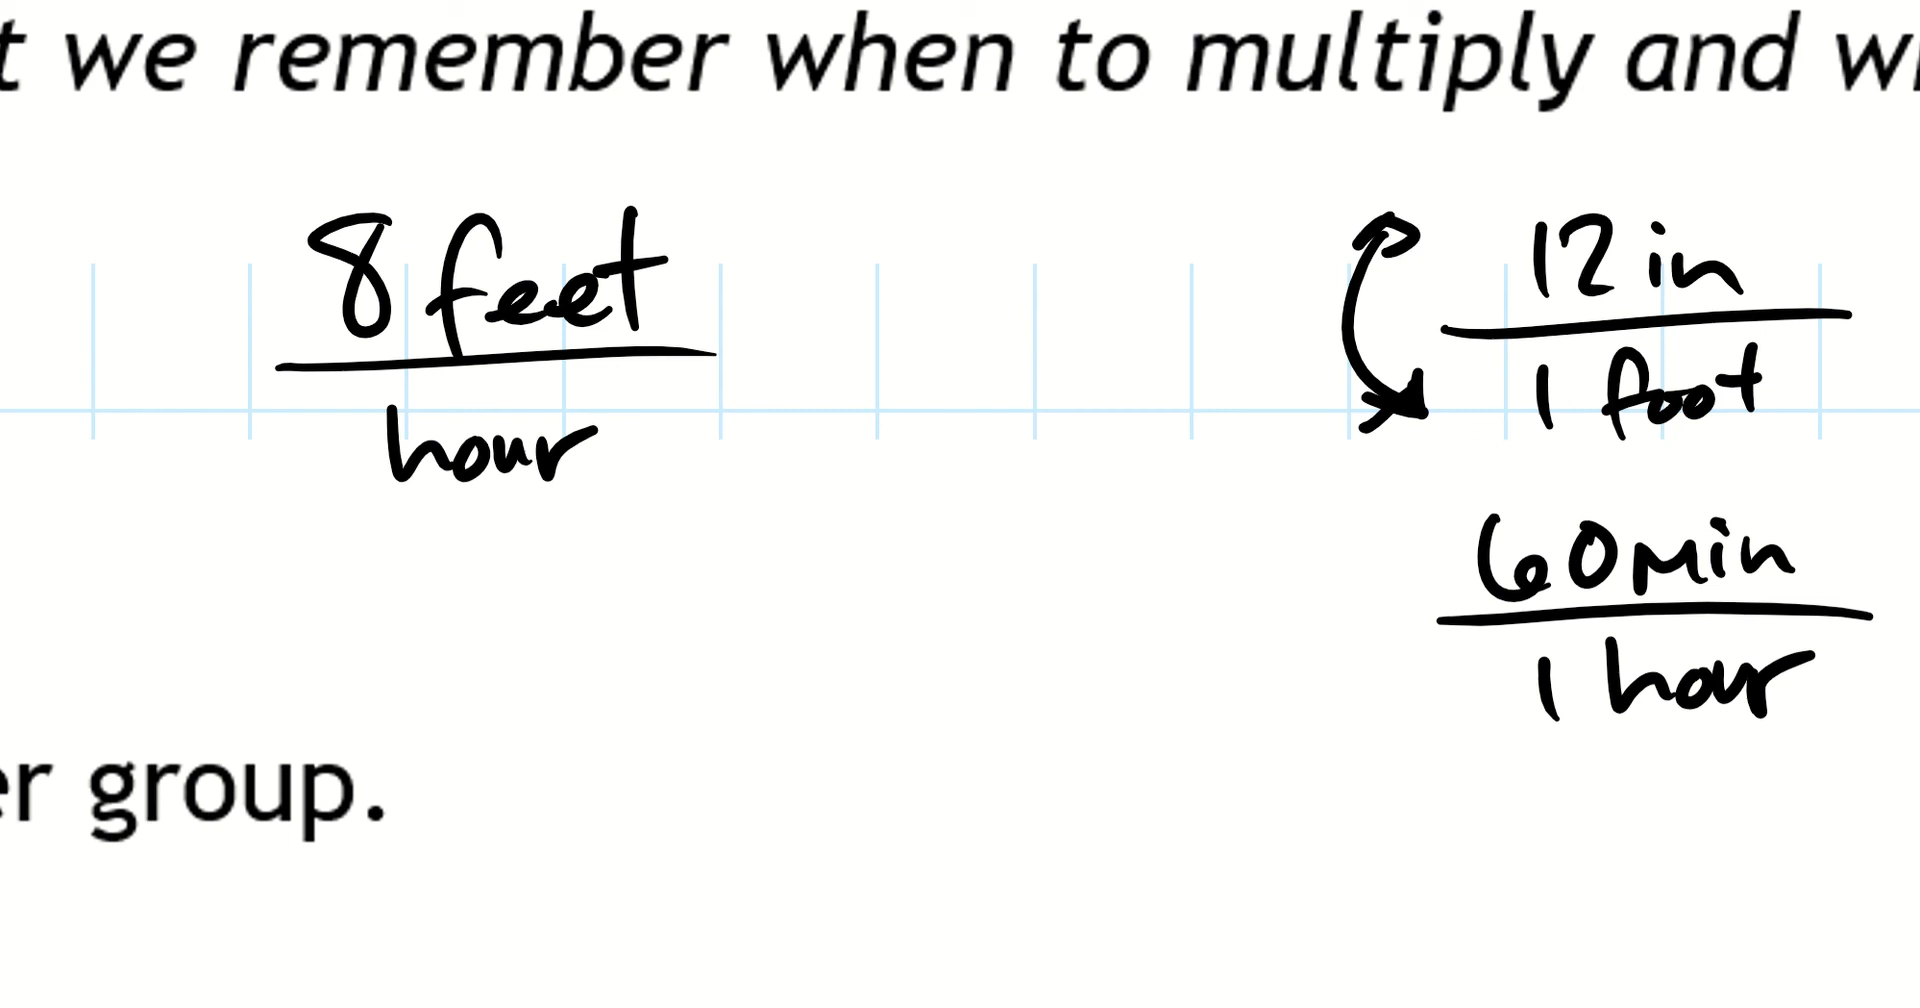 t we remember when to multiply and
8 feet
hour
12 in
1 foot
60 min
1 hour
er group.